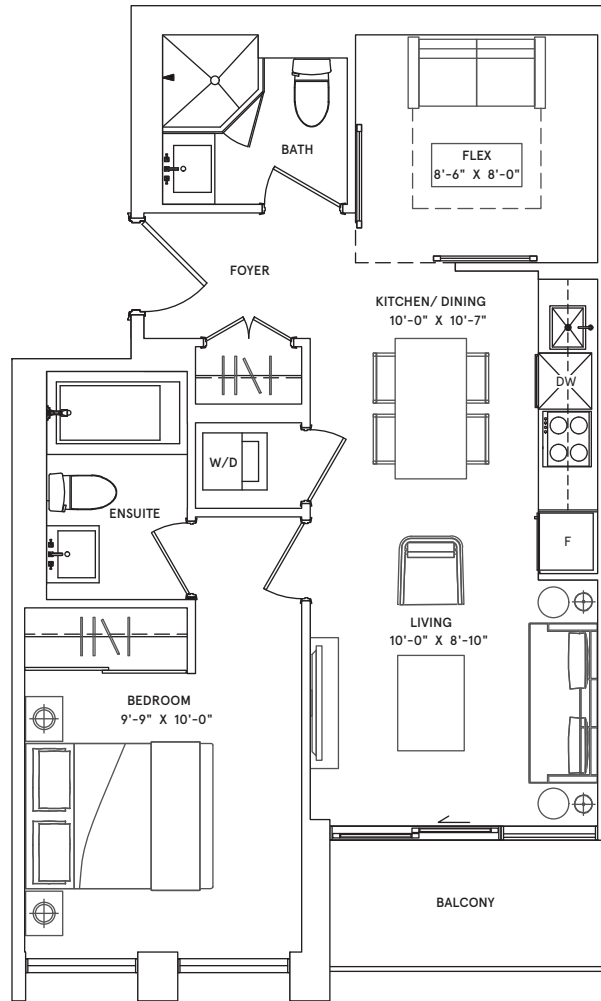 BATH
FLEX
8'-6" X 8'-0"
FOYER
KITCHEN/ DINING
10'-0" X 10'-7"
DW
W/D
ENSUITE
F
LIVING
10'-0" X 8'-10"
BEDROOM
9'-9" X 10'-0"
BALCONY